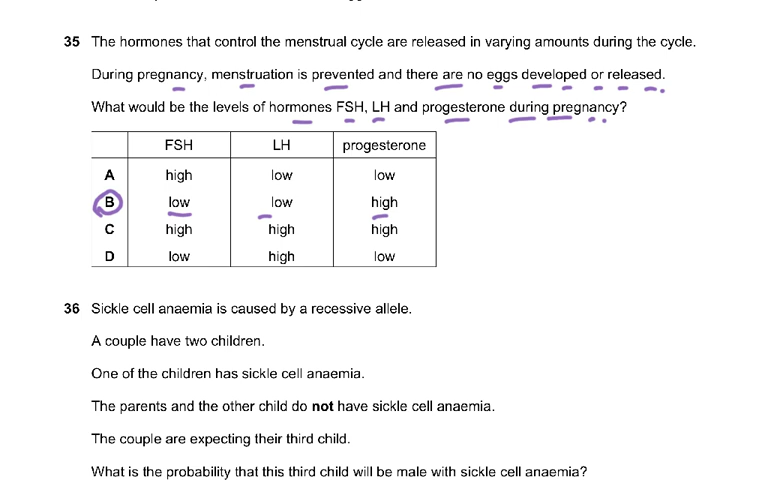 35 The hormones that control the menstrual cycle are released in varying amounts during the cycle.
During pregnancy, menstruation is prevented and there are no eggs developed or released.
What would be the levels of hormones FSH, LH and progesterone during pregnancy?
FSH LH progesterone
A high low low
B low low high
C high high high
D low high low
36 Sickle cell anaemia is caused by a recessive allele.
A couple have two children.
One of the children has sickle cell anaemia.
The parents and the other child do not have sickle cell anaemia.
The couple are expecting their third child.
What is the probability that this third child will be male with sickle cell anaemia?